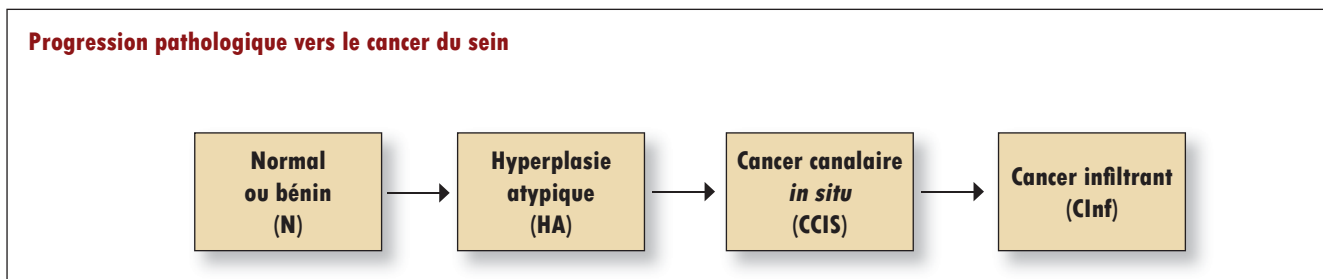 Progression pathologique vers le cancer du sein
Normal
ou bénin
(N)
Hyperplasie
atypique
(HA)
Cancer canalaire
in situ
(CCIS)
Cancer infiltrant
(CInf)